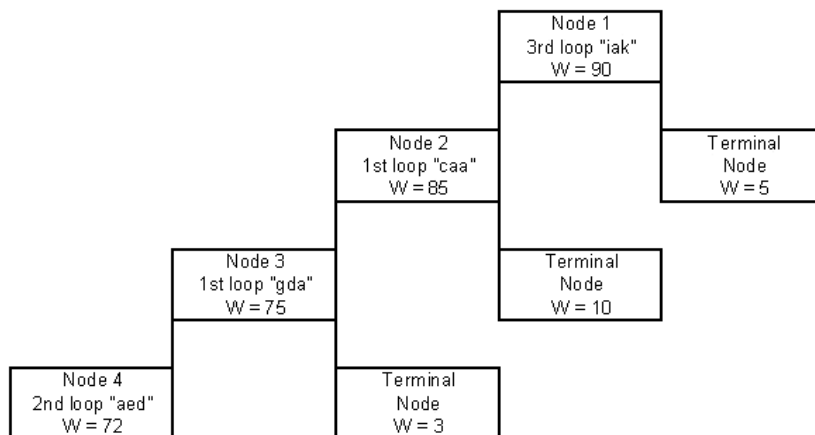 Node 1
3rd loop "iak"
W = 90
Node 2
1st loop "caa"
W = 85
Terminal
Node
W = 5
Node 3
1st loop "gda"
W = 75
Terminal
Node
W = 10
Node 4
2nd loop "aed"
W = 72
Terminal
Node
W = 3